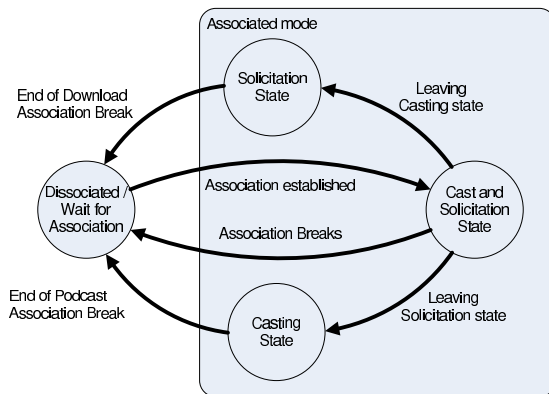 Associated mode
Solicitation
State
Leaving
Casting state
End of Download
Association Break
Dissociated /
Wait for
Association
Association established
Cast and
Solicitation
State
Association Breaks
End of Podcast
Association Break
Casting
State
Leaving
Solicitation state